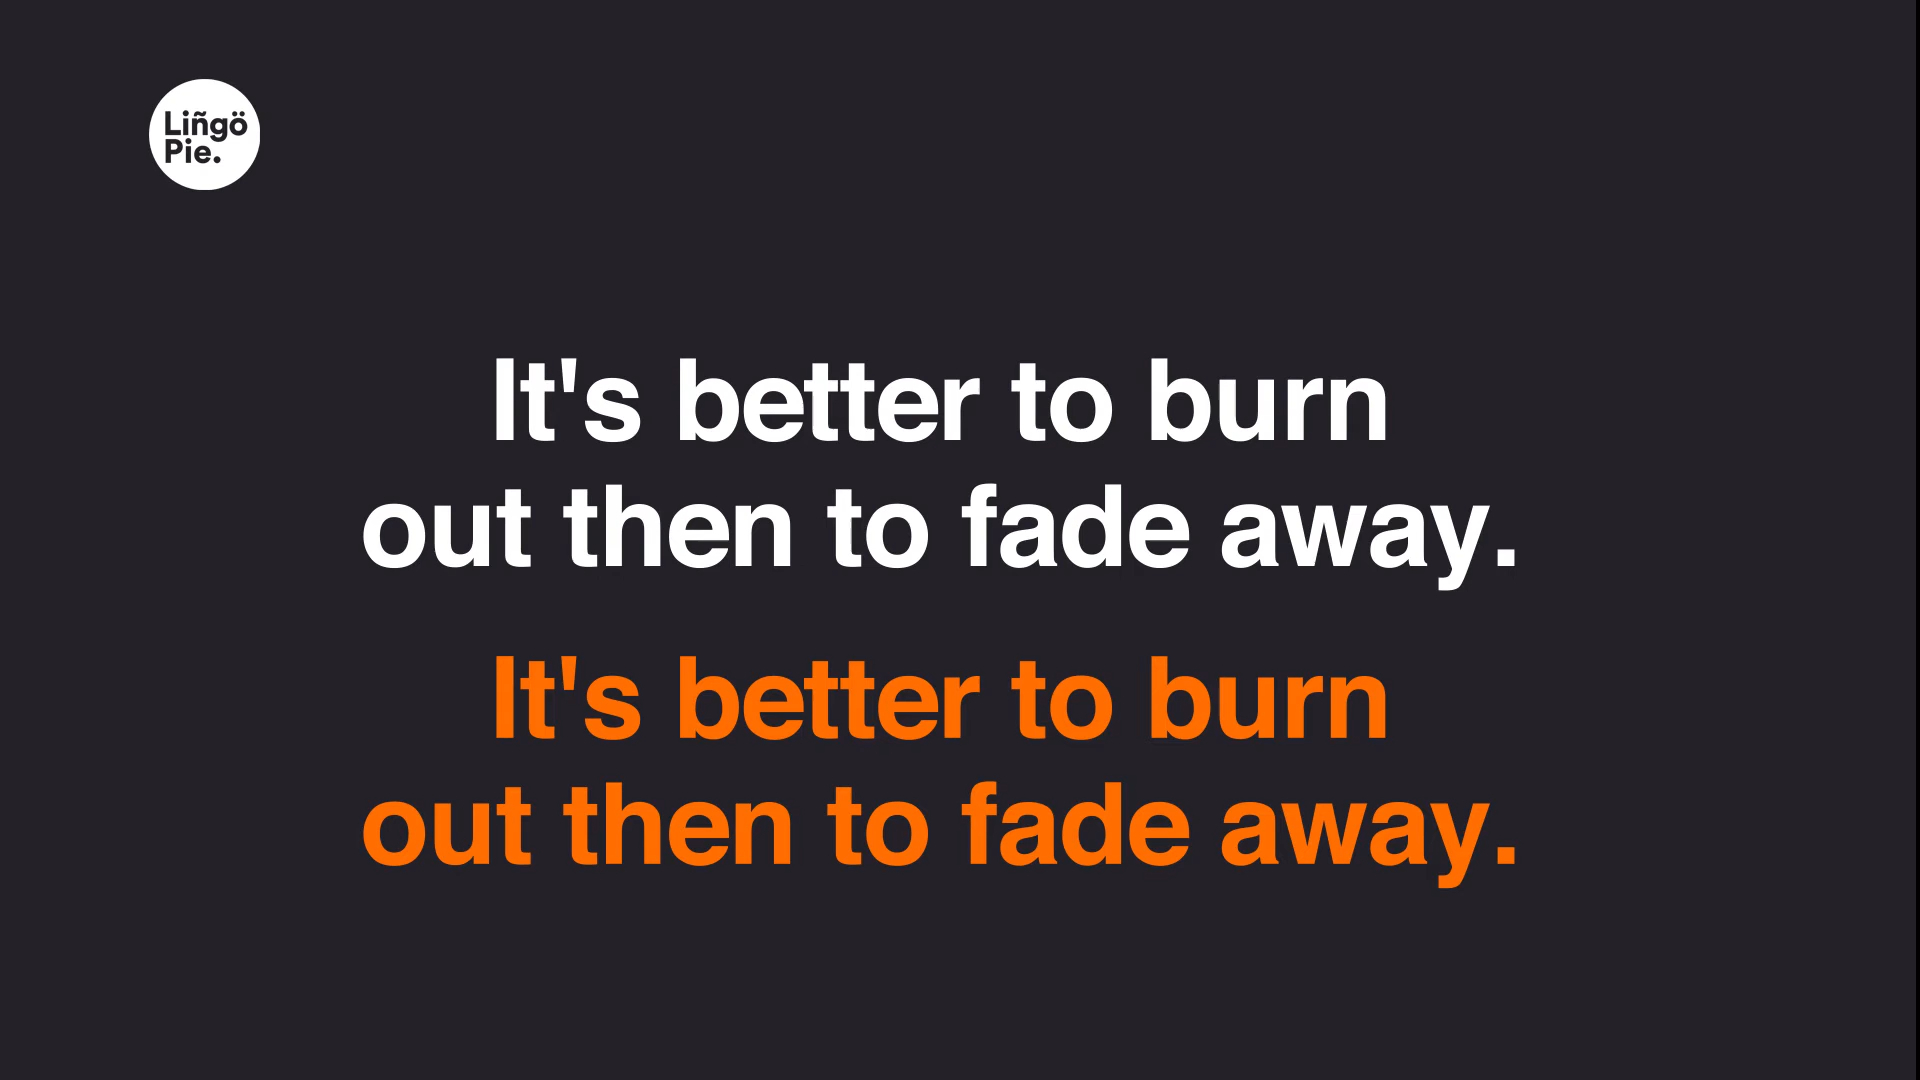 Liñgö
Pie.
It's better to burn
out then to fade away.
It's better to burn
out then to fade away.